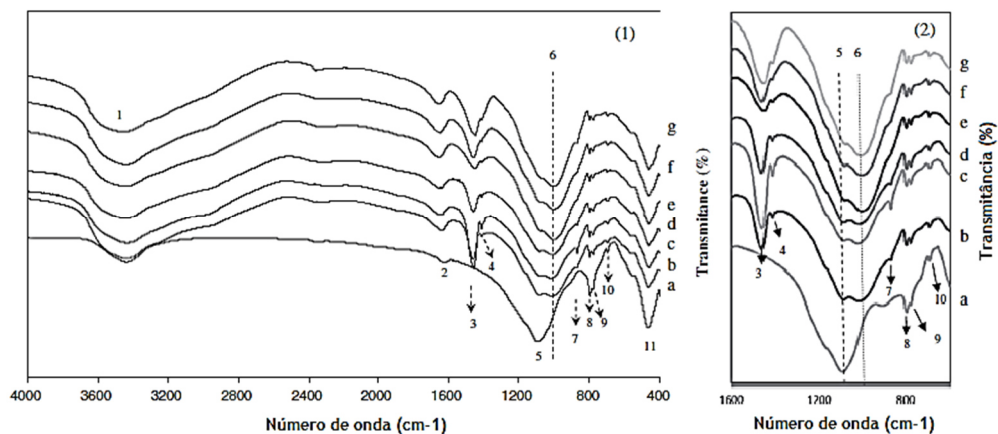 (1)
6
1
g
f
e
d
c
b
a
2
3
4
5
7
8
9
10
11
4000 3600 3200 2800 2400 2000 1600 1200 800 400
Número de onda (cm-1)
Transmitance (%)
(2)
5 6
g
f
e
d
c
b
a
3
4
7
8
9
10
1600 1200 800
Número de onda (cm-1)
Transmitância (%)